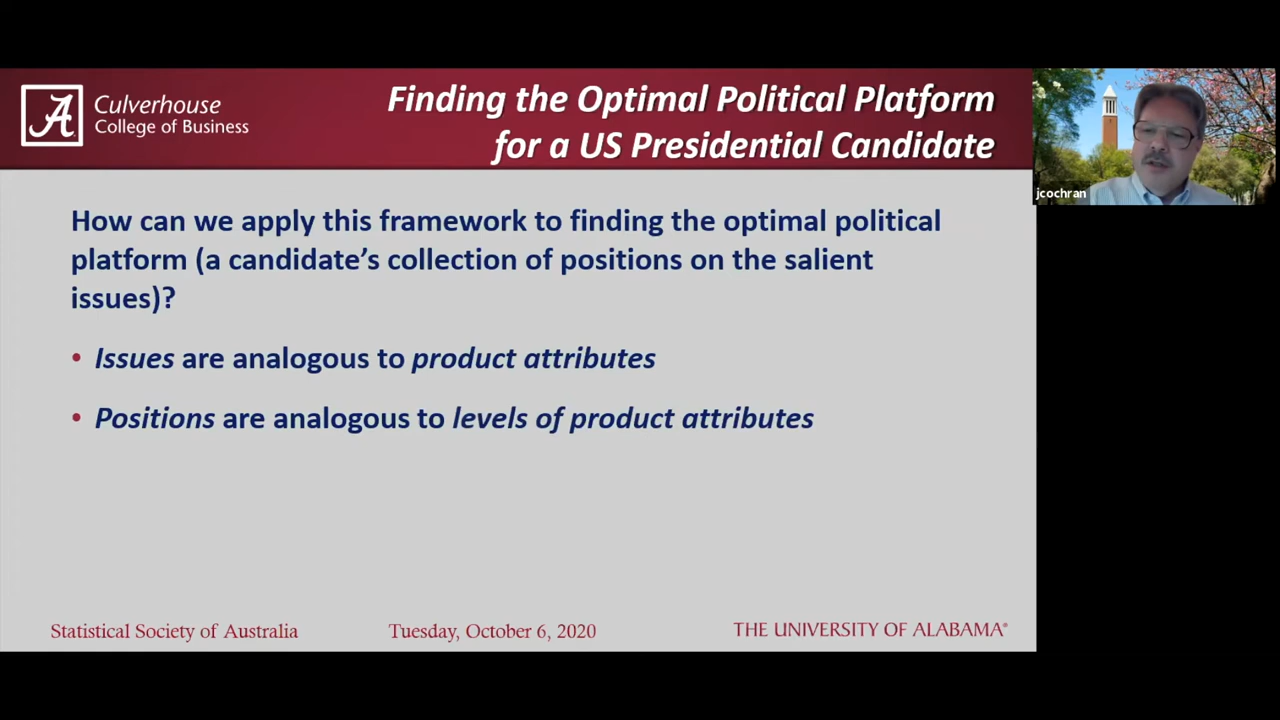 Culverhouse
College of Business
Finding the Optimal Political Platform
for a US Presidential Candidate
jcochran
How can we apply this framework to finding the optimal political
platform (a candidate’s collection of positions on the salient
issues)?
• Issues are analogous to product attributes
• Positions are analogous to levels of product attributes
Statistical Society of Australia
Tuesday, October 6, 2020
THE UNIVERSITY OF ALABAMA®